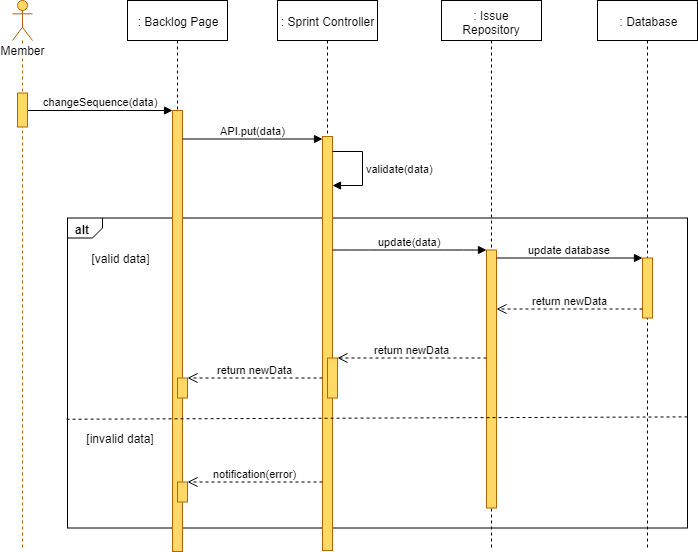 : Backlog Page
: Sprint Controller
: Issue
Repository
: Database
Member
changeSequence(data)
API.put(data)
validate(data)
alt
update(data)
update database
[valid data]
return newData
return newData
return newData
[invalid data]
notification(error)